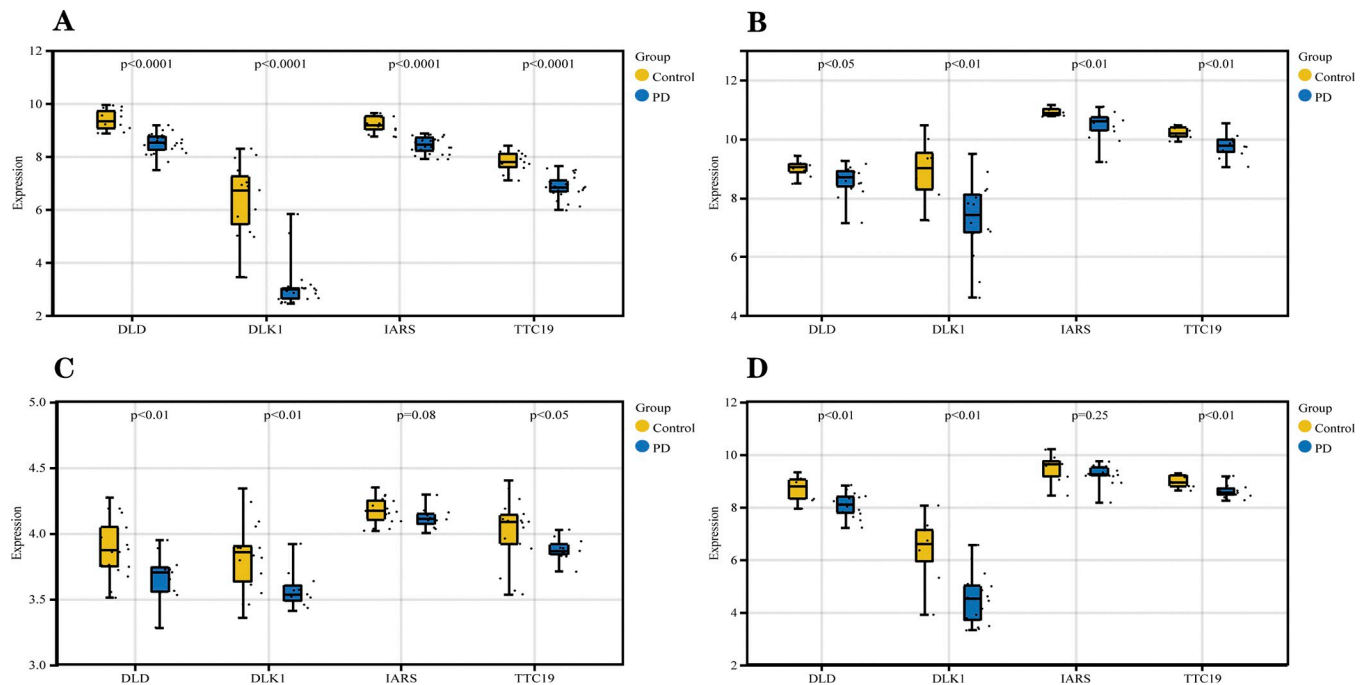 A
12
10
8
6
4
2
Expression
p<0.0001
p<0.0001
p<0.0001
p<0.0001
DLD
DLK1
IARS
TTC19
Group
Control
PD
B
12
10
8
6
4
Expression
p<0.05
p<0.01
p<0.01
p<0.01
DLD
DLK1
IARS
TTC19
Group
Control
PD
C
5.0
4.5
4.0
3.5
3.0
Expression
p<0.01
p<0.01
p=0.08
p<0.05
DLD
DLK1
IARS
TTC19
Group
Control
PD
D
12
10
8
6
4
2
Expression
p<0.01
p<0.01
p=0.25
p<0.01
DLD
DLK1
IARS
TTC19
Group
Control
PD